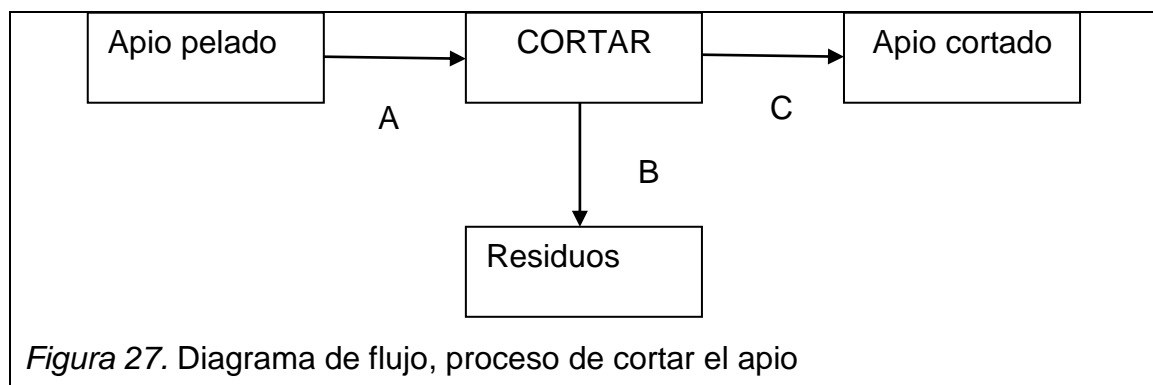 Apio pelado
CORTAR
Apio cortado
A
C
B
Residuos
Figura 27. Diagrama de flujo, proceso de cortar el apio